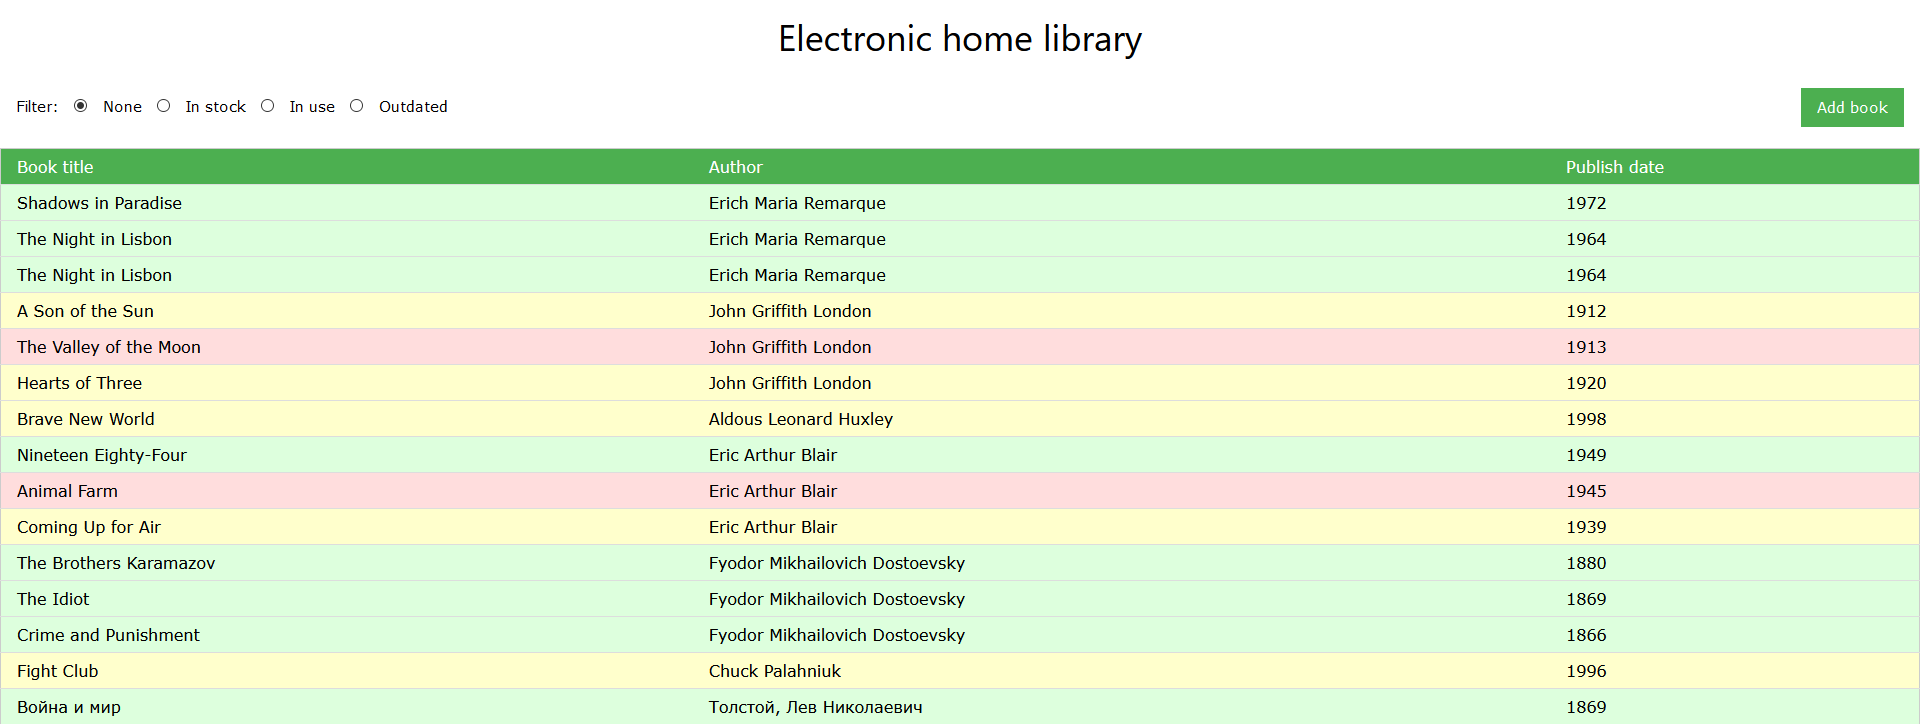 Electronic home library
Filter: None In stock In use Outdated Add book
Book title Author Publish date
Shadows in Paradise Erich Maria Remarque 1972
The Night in Lisbon Erich Maria Remarque 1964
The Night in Lisbon Erich Maria Remarque 1964
A Son of the Sun John Griffith London 1912
The Valley of the Moon John Griffith London 1913
Hearts of Three John Griffith London 1920
Brave New World Aldous Leonard Huxley 1998
Nineteen Eighty-Four Eric Arthur Blair 1949
Animal Farm Eric Arthur Blair 1945
Coming Up for Air Eric Arthur Blair 1939
The Brothers Karamazov Fyodor Mikhailovich Dostoevsky 1880
The Idiot Fyodor Mikhailovich Dostoevsky 1869
Crime and Punishment Fyodor Mikhailovich Dostoevsky 1866
Fight Club Chuck Palahniuk 1996
Война и мир Толстой, Лев Николаевич 1869